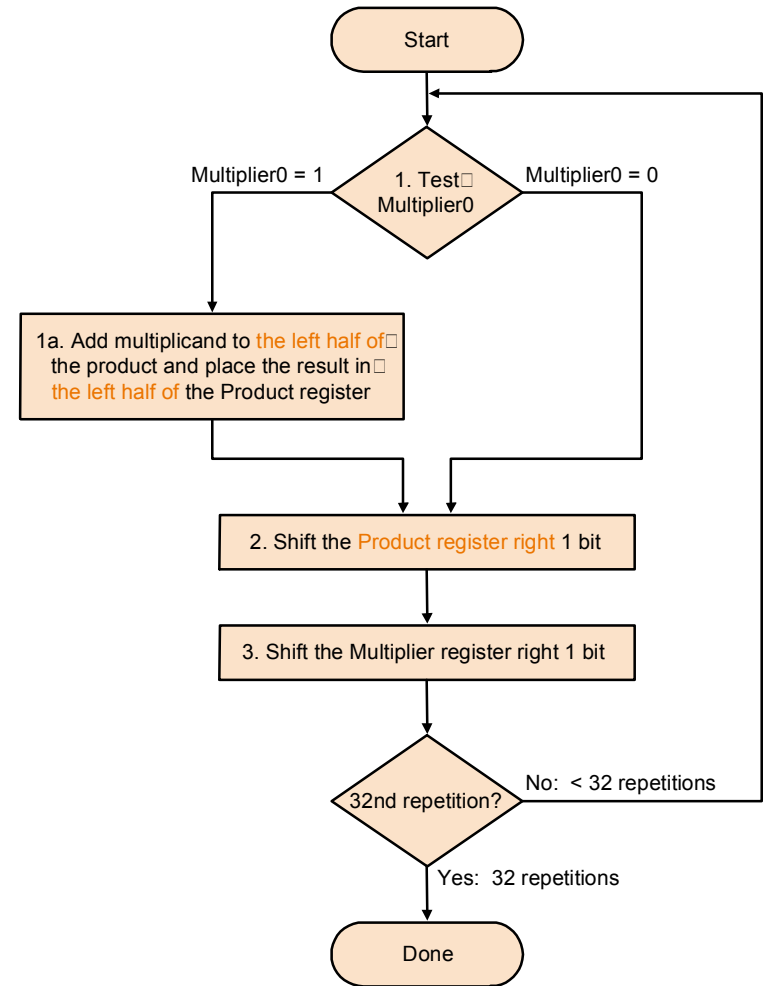 Start
Multiplier0 = 1
1. Test□
Multiplier0
Multiplier0 = 0
1a. Add multiplicand to the left half of□
the product and place the result in□
the left half of the Product register
2. Shift the Product register right 1 bit
3. Shift the Multiplier register right 1 bit
32nd repetition?
No:  < 32 repetitions
Yes:  32 repetitions
Done